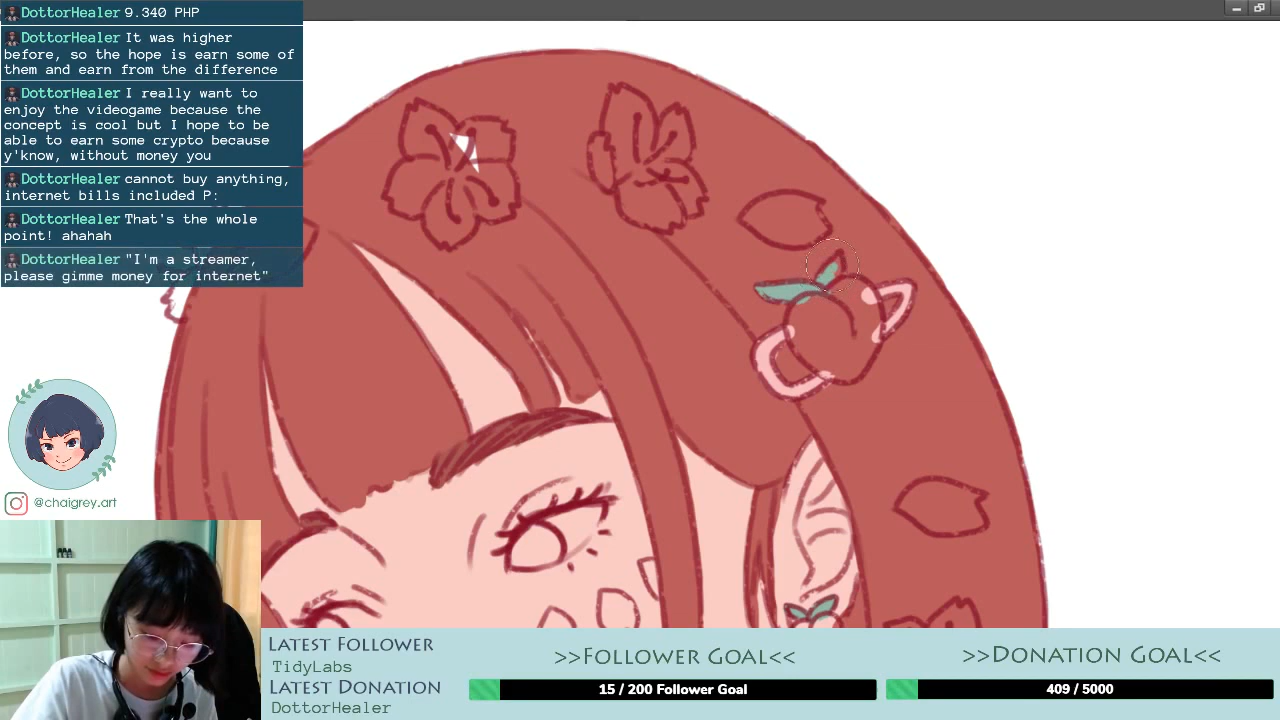 DottorHealer 9.340 PHP
DottorHealer It was higher
before, so the hope is earn some of
them and earn from the difference
DottorHealer I really want to
enjoy the videogame because the
concept is cool but I hope to be
able to earn some crypto because
y'know, without money you
DottorHealer cannot buy anything,
internet bills included P:
DottorHealer That's the whole
point! ahahah
DottorHealer "I'm a streamer,
please gimme money for internet"
@chaigrey.art
Latest Follower
TidyLabs
Latest Donation
DottorHealer
>>Follower Goal<<
15 / 200 Follower Goal
>>Donation Goal<<
409 / 5000